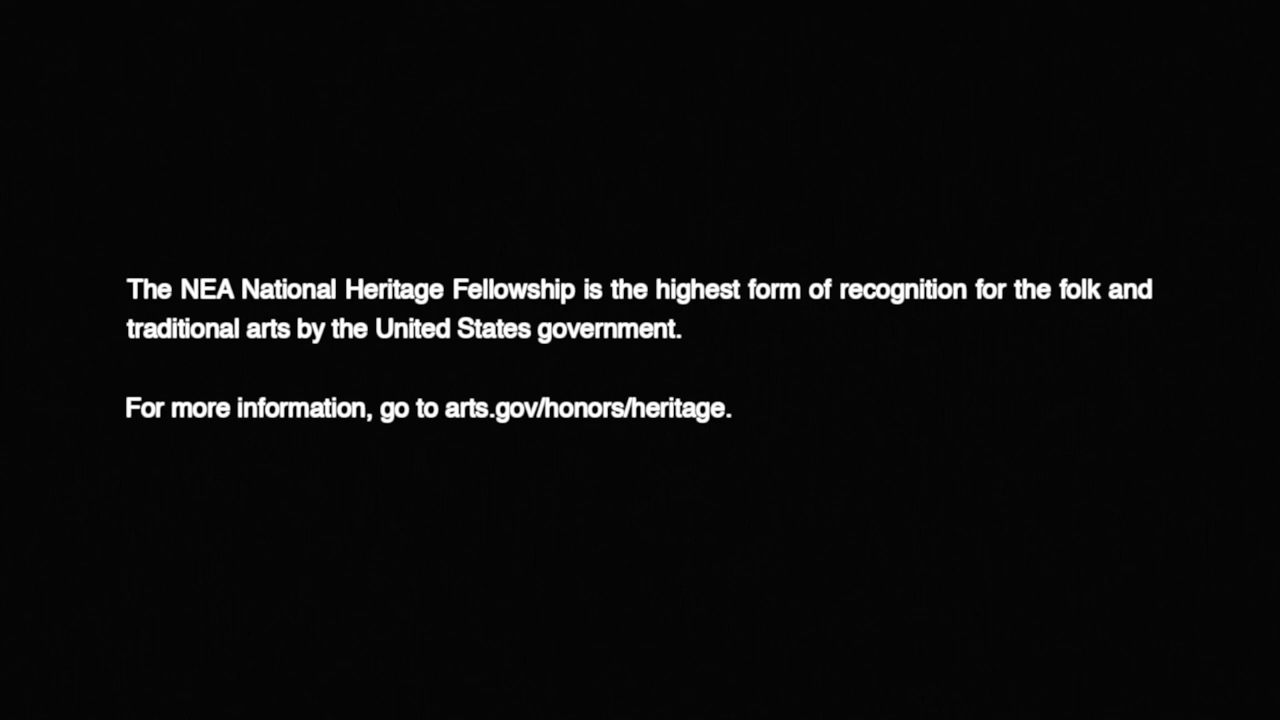 The NEA National Heritage Fellowship is the highest form of recognition for the folk and
traditional arts by the United States government.
For more information, go to arts.gov/honors/heritage.